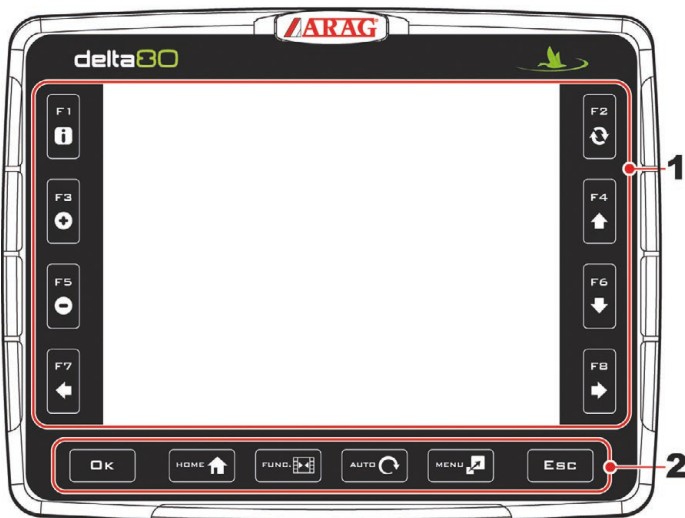 ARAG
delta80
F1
F2
F3
F4
F5
F6
F7
F8
1
OK
HOME
FUNC.
AUTO
MENU
ESC
2